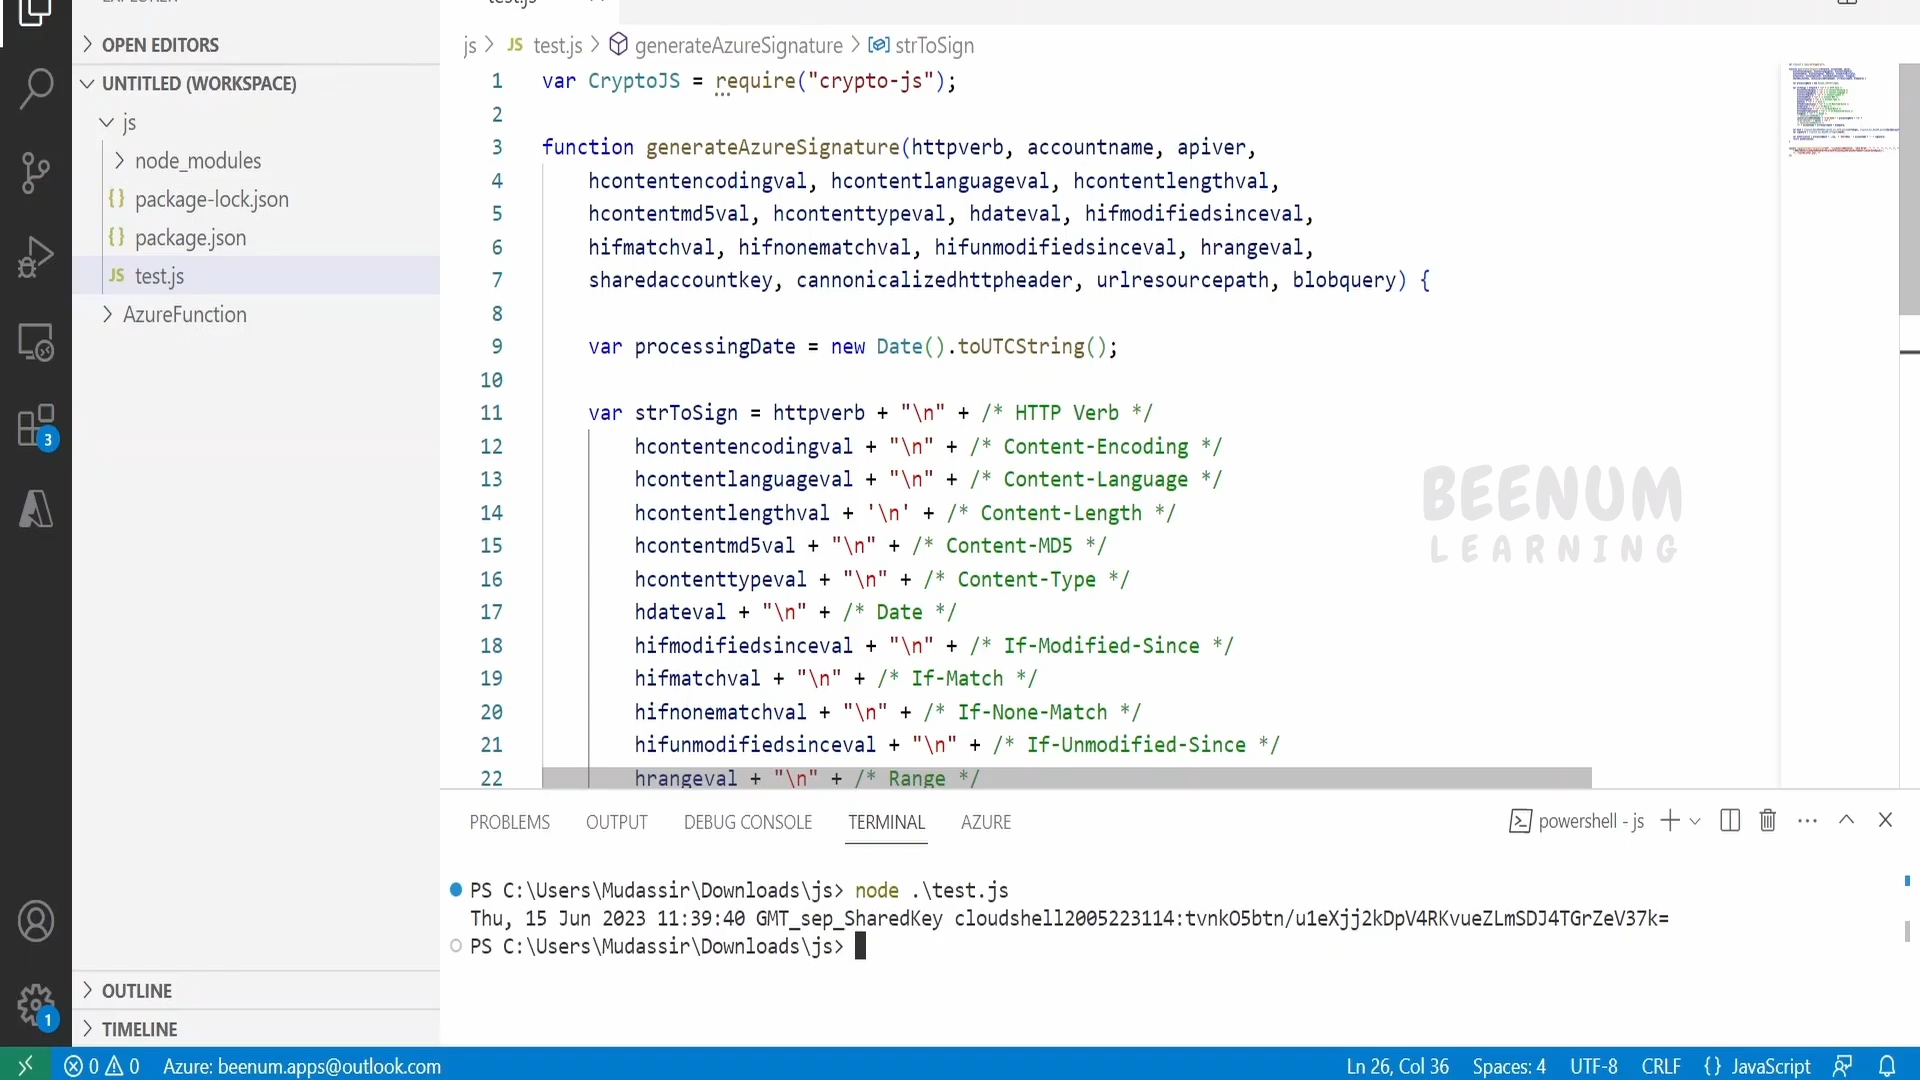 EXPLORER
test.js
OPEN EDITORS
UNTITLED (WORKSPACE)
js
node_modules
{} package-lock.json
{} package.json
JS test.js
AzureFunction
OUTLINE
TIMELINE
3
1
js > JS test.js > generateAzureSignature > strToSign
1 var CryptoJS = require("crypto-js");
2
3 function generateAzureSignature(httpverb, accountname, apiver,
4 hcontentencodingval, hcontentlanguageval, hcontentlengthval,
5 hcontentmd5val, hcontenttypeval, hdateval, hifmodifiedsinceval,
6 hifmatchval, hifnonematchval, hifunmodifiedsinceval, hrangeval,
7 sharedaccountkey, cannonicalizedhttpheader, urlresourcepath, blobquery) {
8
9 var processingDate = new Date().toUTCString();
10
11 var strToSign = httpverb + "\n" + /* HTTP Verb */
12 hcontentencodingval + "\n" + /* Content-Encoding */
13 hcontentlanguageval + "\n" + /* Content-Language */
14 hcontentlengthval + '\n' + /* Content-Length */
15 hcontentmd5val + "\n" + /* Content-MD5 */
16 hcontenttypeval + "\n" + /* Content-Type */
17 hdateval + "\n" + /* Date */
18 hifmodifiedsinceval + "\n" + /* If-Modified-Since */
19 hifmatchval + "\n" + /* If-Match */
20 hifnonematchval + "\n" + /* If-None-Match */
21 hifunmodifiedsinceval + "\n" + /* If-Unmodified-Since */
22 hrangeval + "\n" + /* Range */
BEENUM
LEARNING
PROBLEMS OUTPUT DEBUG CONSOLE TERMINAL AZURE powershell - js
PS C:\Users\Mudassir\Downloads\js> node .\test.js
Thu, 15 Jun 2023 11:39:40 GMT_sep_SharedKey cloudshell2005223114:tvnkO5btn/u1eXjj2kDpV4RKvueZLmSDJ4TGrZeV37k=
PS C:\Users\Mudassir\Downloads\js>
0 0 Azure: beenum.apps@outlook.com Ln 26, Col 36 Spaces: 4 UTF-8 CRLF {} JavaScript